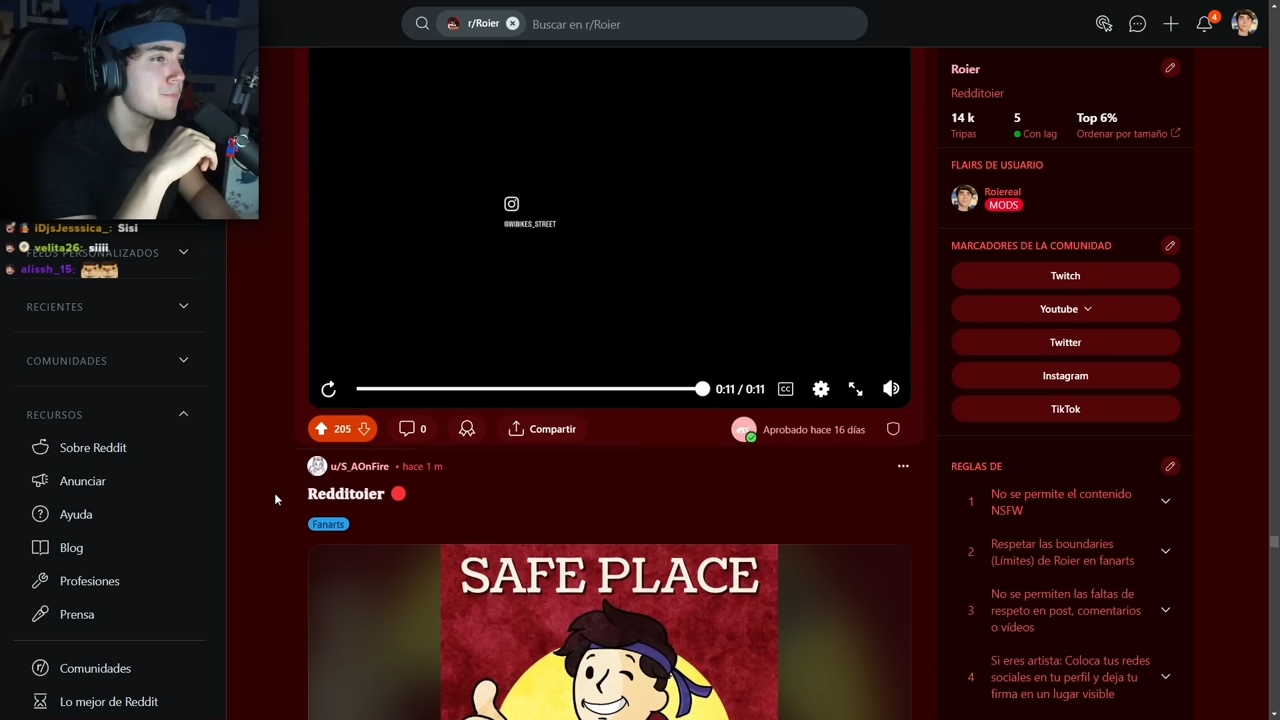 r/Roier
Buscar en r/Roier
4
iDjsJesssica_: Sisi
velita26: siiii
alissh_15:
FEEDS PERSONALIZADOS
RECIENTES
COMUNIDADES
RECURSOS
Sobre Reddit
Anunciar
Ayuda
Blog
Profesiones
Prensa
Comunidades
Lo mejor de Reddit
@WIBIKES_STREET
0:11 / 0:11
CC
205
0
Compartir
Aprobado hace 16 días
u/S_AOnFire • hace 1 m
Redditoier
Fanarts
SAFE PLACE
Roier
Redditoier
14 k
5
Top 6%
Tripas
Con lag
Ordenar por tamaño
FLAIRS DE USUARIO
Roiereal
MODS
MARCADORES DE LA COMUNIDAD
Twitch
Youtube
Twitter
Instagram
TikTok
REGLAS DE
1
No se permite el contenido
NSFW
2
Respetar las boundaries
(Límites) de Roier en fanarts
3
No se permiten las faltas de
respeto en post, comentarios
o vídeos
4
Si eres artista: Coloca tus redes
sociales en tu perfil y deja tu
firma en un lugar visible